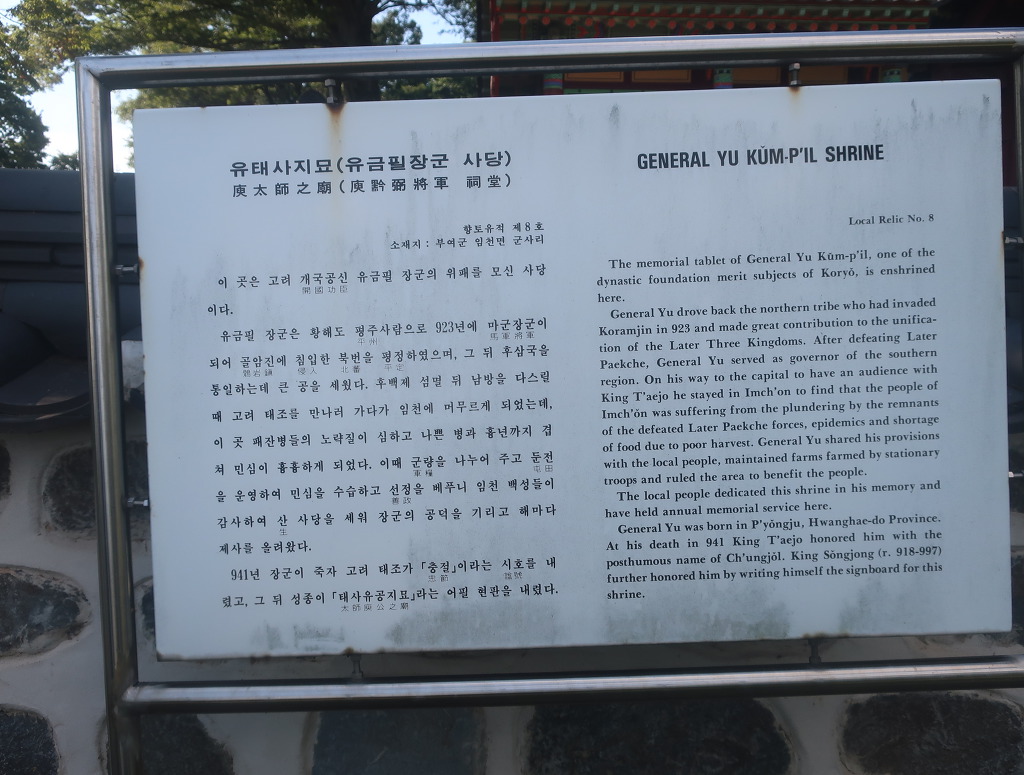 유태사지묘(유금필장군 사당)
庾太師之廟(庾黔弼將軍 祠堂)
향토유적 제8호
소재지 : 부여군 임천면 군사리
이 곳은 고려 개국공신 유금필 장군의 위패를 모신 사당
開國功臣
이다.
유금필 장군은 황해도 평주사람으로 923년에 마군장군이
平州 馬軍將軍
되어 골암진에 침입한 북번을 평정하였으며, 그 뒤 후삼국을
鶻岩鎭 侵入 北蕃 平定
통일하는데 큰 공을 세웠다. 후백제 섬멸 뒤 남방을 다스릴
때 고려 태조를 만나러 가다가 임천에 머무르게 되었는데,
이 곳 패잔병들의 노략질이 심하고 나쁜 병과 흉년까지 겹
쳐 민심이 흉흉하게 되었다. 이때 군량을 나누어 주고 둔전
軍糧 屯田
을 운영하여 민심을 수습하고 선정을 베푸니 임천 백성들이
善政
감사하여 산 사당을 세워 장군의 공덕을 기리고 해마다
生
제사를 올려왔다.
941년 장군이 죽자 고려 태조가 「충절」이라는 시호를 내
忠節 諡號
렸고, 그 뒤 성종이 「태사유공지묘」라는 어필 현판을 내렸다.
太師庾公之廟
GENERAL YU KŬM-P'IL SHRINE
Local Relic No. 8
The memorial tablet of General Yu Kŭm-p'il, one of the
dynastic foundation merit subjects of Koryŏ, is enshrined
here.
General Yu drove back the northern tribe who had invaded
Koramjin in 923 and made great contribution to the unifica-
tion of the Later Three Kingdoms. After defeating Later
Paekche, General Yu served as governor of the southern
region. On his way to the capital to have an audience with
King T'aejo he stayed in Imch'on to find that the people of
Imch'ŏn was suffering from the plundering by the remnants
of the defeated Later Paekche forces, epidemics and shortage
of food due to poor harvest. General Yu shared his provisions
with the local people, maintained farms farmed by stationary
troops and ruled the area to benefit the people.
The local people dedicated this shrine in his memory and
have held annual memorial service here.
General Yu was born in P'yŏngju, Hwanghae-do Province.
At his death in 941 King T'aejo honored him with the
posthumous name of Ch'ungjŏl. King Sŏngjong (r. 918-997)
further honored him by writing himself the signboard for this
shrine.